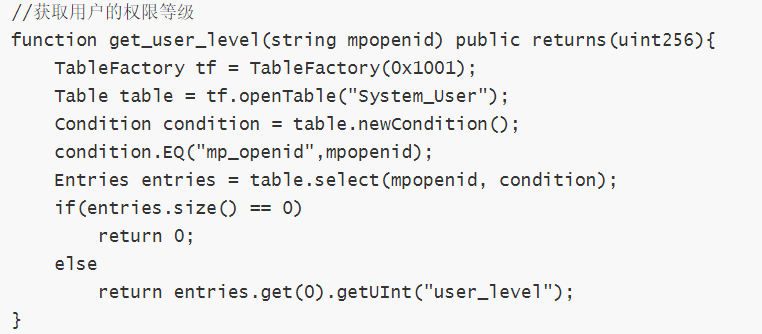 //获取用户的权限等级
function get_user_level(string mpopenid) public returns(uint256){
    TableFactory tf = TableFactory(0x1001);
    Table table = tf.openTable("System_User");
    Condition condition = table.newCondition();
    condition.EQ("mp_openid",mpopenid);
    Entries entries = table.select(mpopenid, condition);
    if(entries.size() == 0)
        return 0;
    else
        return entries.get(0).getUInt("user_level");
}